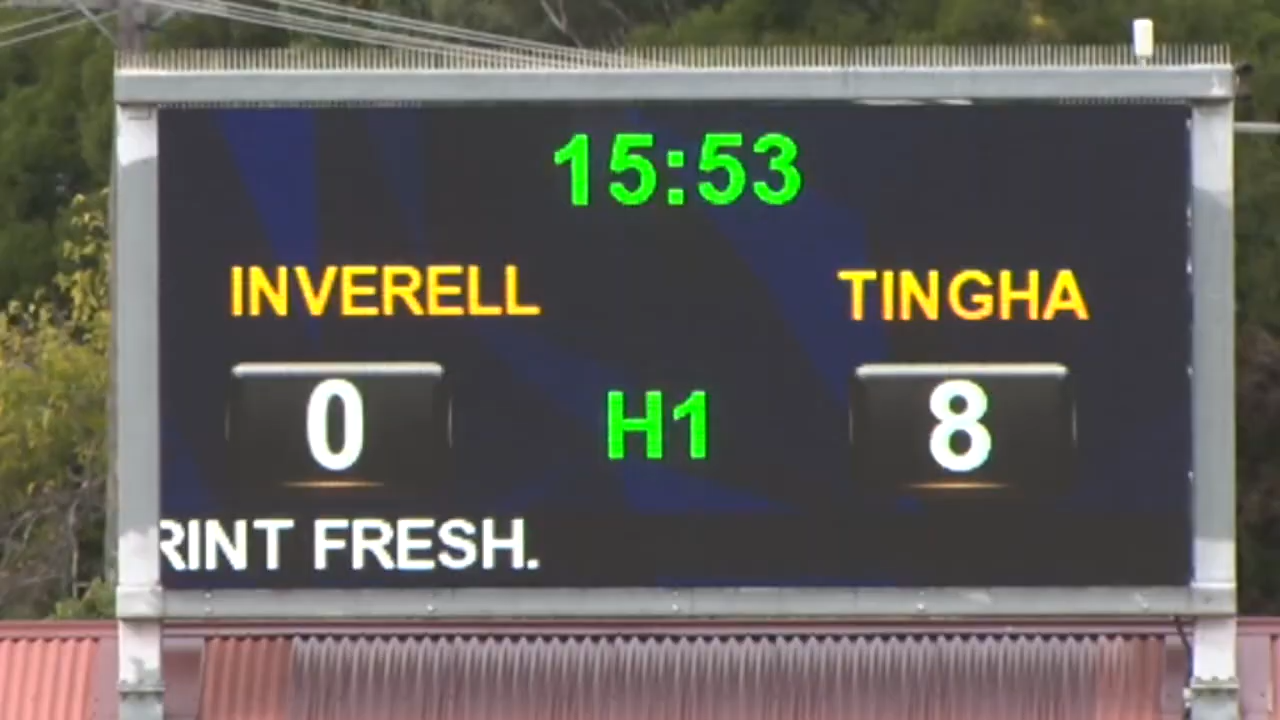 15:53
INVERELL
TINGHA
0
H1
8
RINT FRESH.